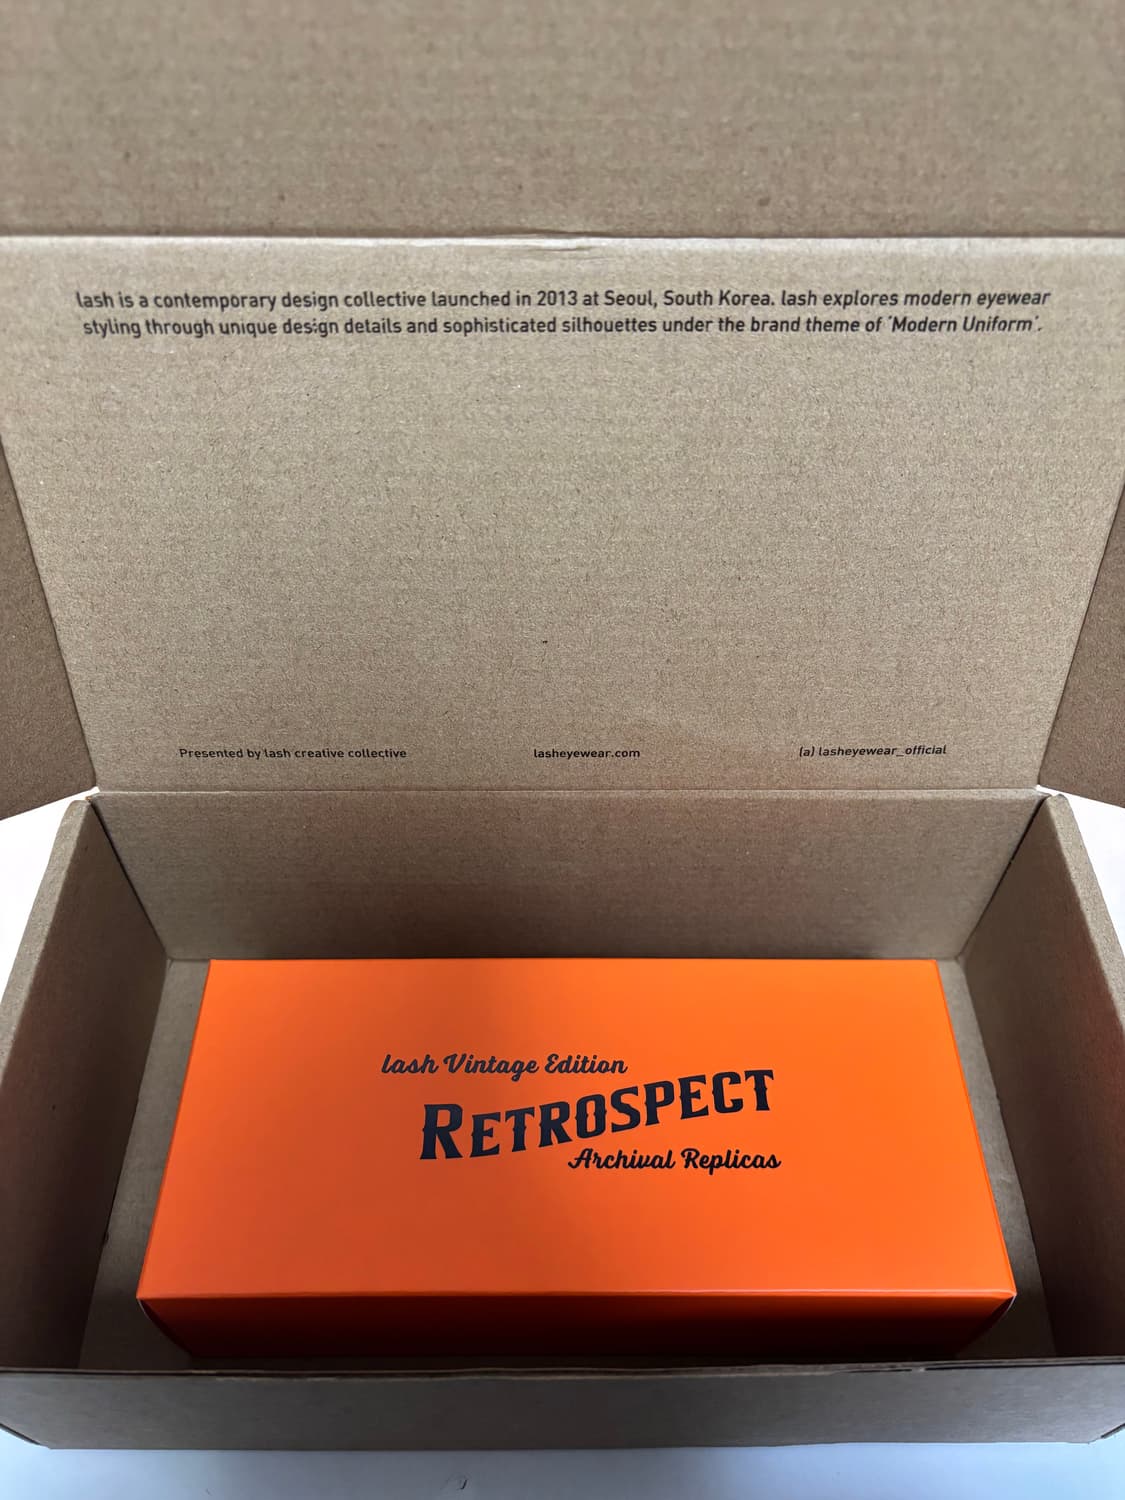 lash is a contemporary design collective launched in 2013 at Seoul, South Korea. lash explores modern eyewear
styling through unique design details and sophisticated silhouettes under the brand theme of 'Modern Uniform'.
Presented by lash creative collective
lasheyewear.com
(a) lasheyewear_official
lash Vintage Edition
RETROSPECT
Archival Replicas